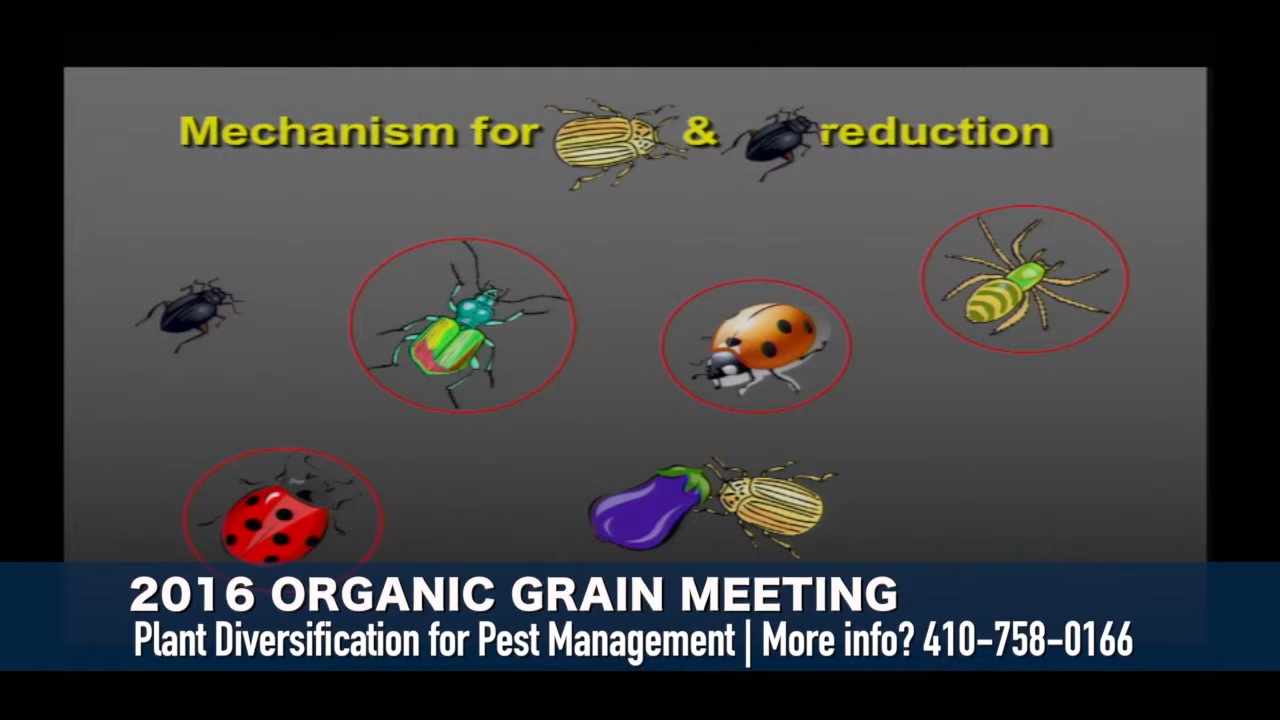 Mechanism for & reduction
2016 ORGANIC GRAIN MEETING
Plant Diversification for Pest Management | More info? 410-758-0166